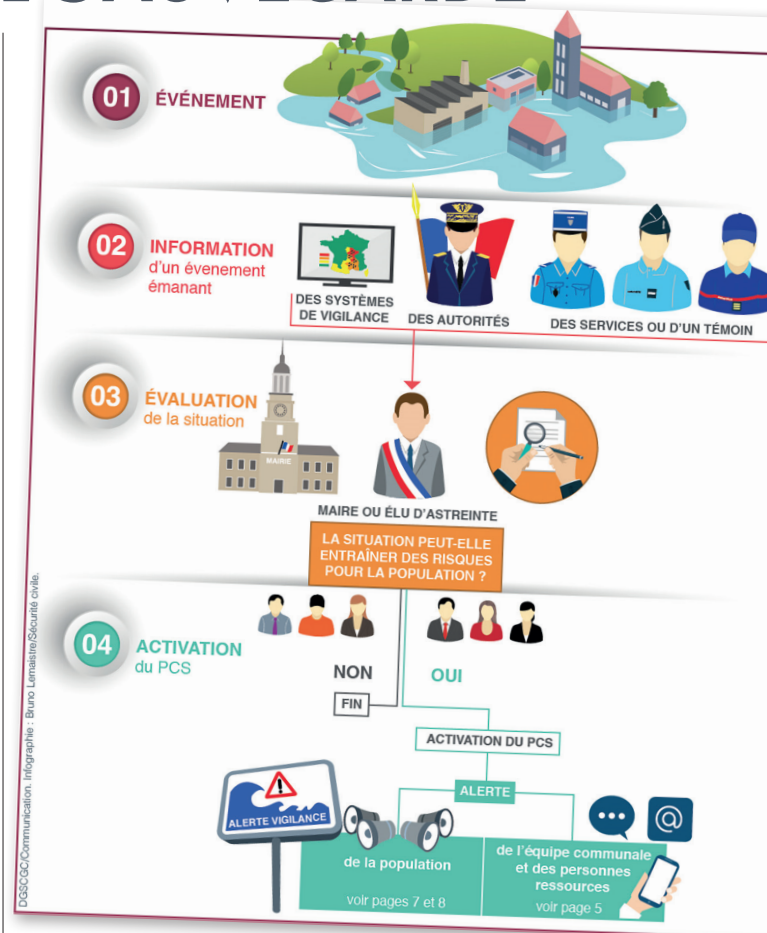 01 ÉVÉNEMENT
02 INFORMATION
d'un évenement
émanant
DES SYSTÈMES
DE VIGILANCE
DES AUTORITÉS
DES SERVICES OU D'UN TÉMOIN
03 ÉVALUATION
de la situation
MAIRIE
MAIRE OU ÉLU D'ASTREINTE
LA SITUATION PEUT-ELLE
ENTRAÎNER DES RISQUES
POUR LA POPULATION ?
04 ACTIVATION
du PCS
NON
OUI
FIN
ACTIVATION DU PCS
ALERTE
ALERTE VIGILANCE
@
de la population
voir pages 7 et 8
de l'équipe communale
et des personnes
ressources
voir page 5
DGSCGC/Communication. Infographie : Bruno Lemaistre/Sécurité civile.